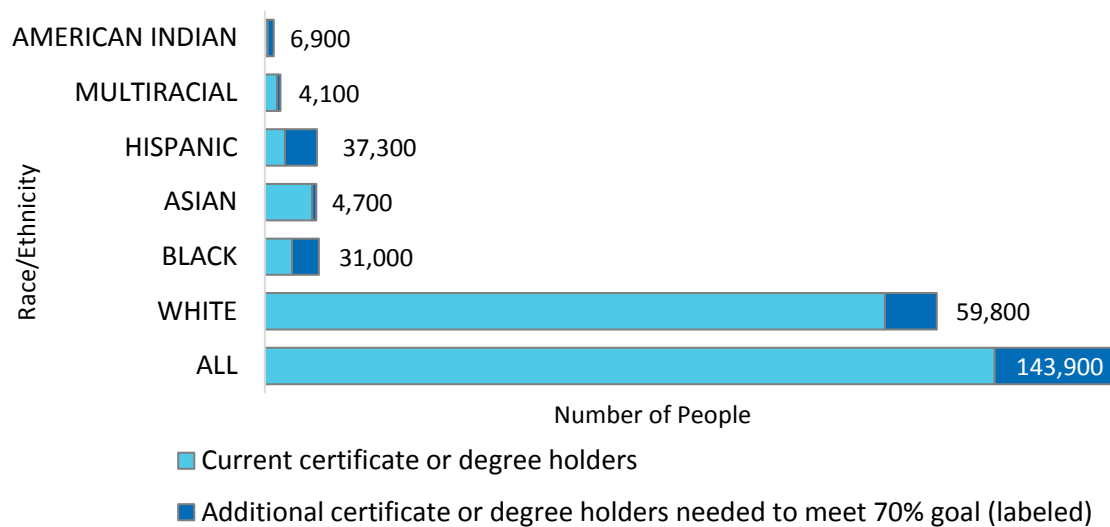 AMERICAN INDIAN 6,900
MULTIRACIAL 4,100
HISPANIC 37,300
ASIAN 4,700
BLACK 31,000
WHITE 59,800
ALL 143,900
Race/Ethnicity
Number of People
Current certificate or degree holders
Additional certificate or degree holders needed to meet 70% goal (labeled)